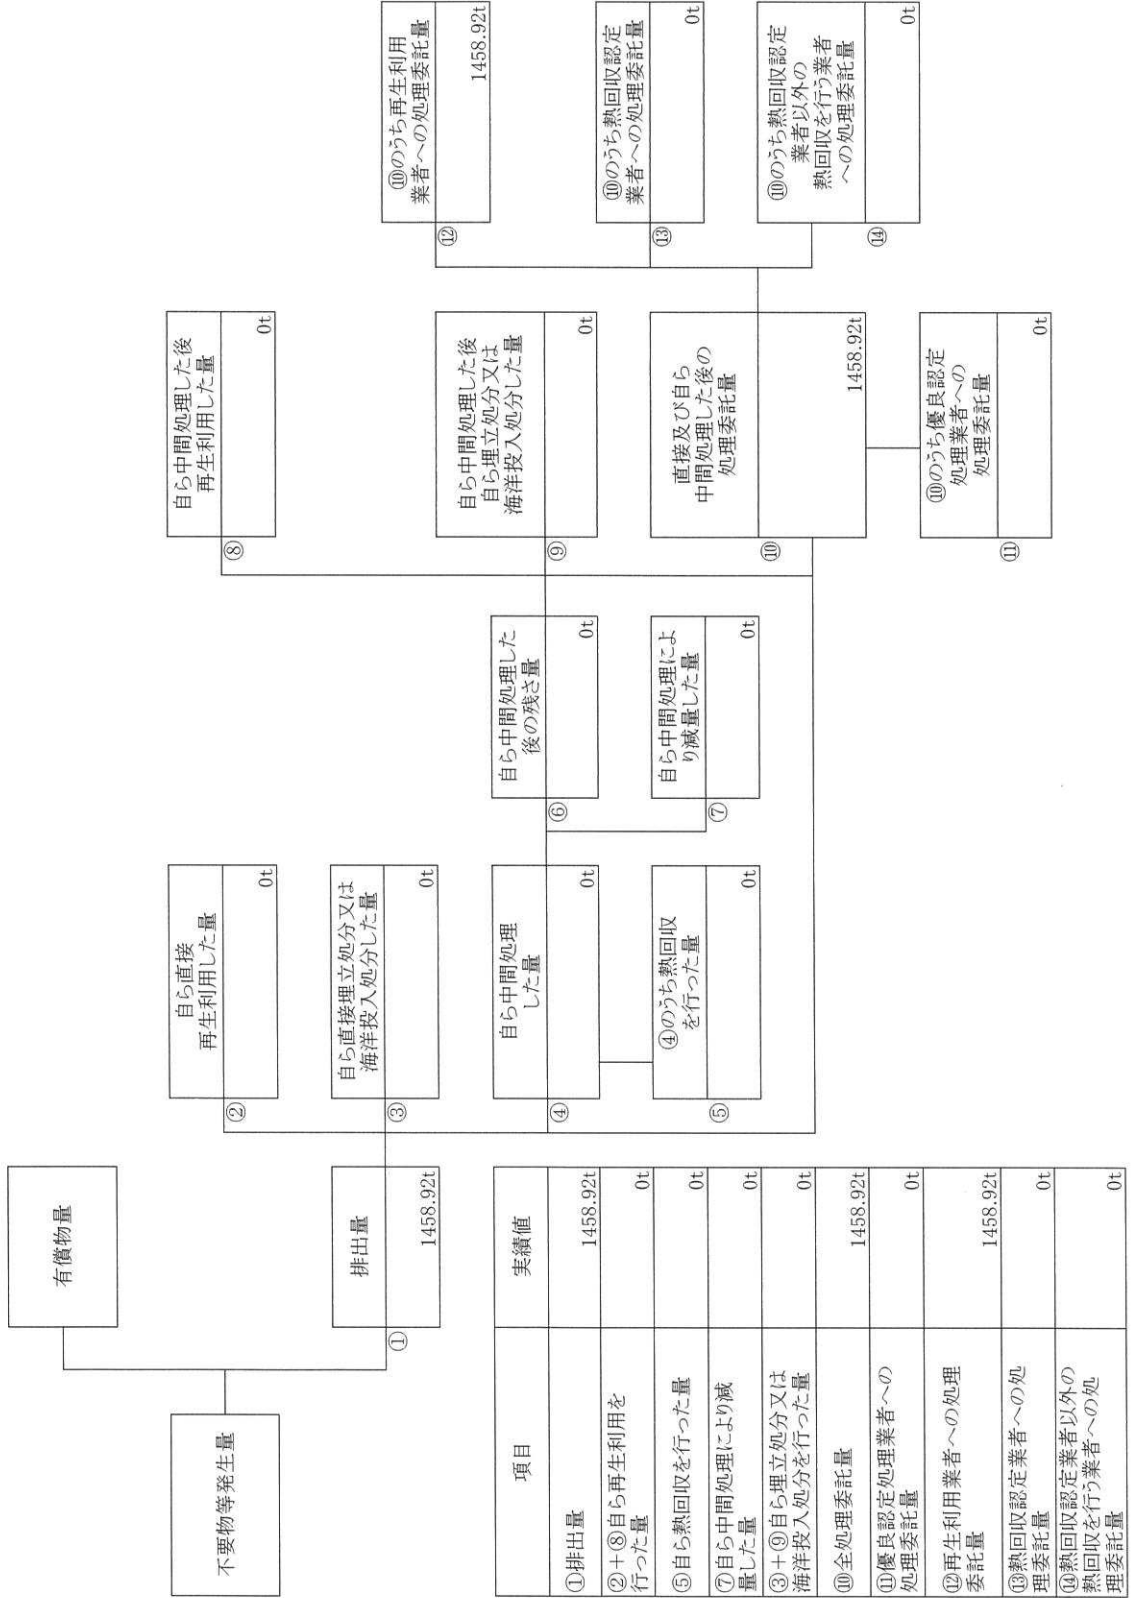 不要物等発生量
有償物量
排出量
①
1458.92t
自ら直接
再生利用した量
②
0t
自ら直接埋立処分又は
海洋投入処分した量
③
0t
自ら中間処理
した量
④
0t
④のうち熱回収
を行った量
⑤
0t
自ら中間処理した
後の残さ量
⑥
0t
自ら中間処理によ
り減量した量
⑦
0t
自ら中間処理した後
再生利用した量
⑧
0t
自ら中間処理した後
自ら埋立処分又は
海洋投入処分した量
⑨
0t
直接及び自ら
中間処理した後の
処理委託量
⑩
1458.92t
⑩のうち優良認定
処理業者への
処理委託量
⑪
0t
⑩のうち再生利用
業者への処理委託量
⑫
1458.92t
⑩のうち熱回収認定
業者への処理委託量
⑬
0t
⑩のうち熱回収認定
業者以外の
熱回収を行う業者
への処理委託量
⑭
0t
項目
実績値
①排出量
1458.92t
②+⑧自ら再生利用を
行った量
0t
⑤自ら熱回収を行った量
0t
⑦自ら中間処理により減
量した量
0t
③+⑨自ら埋立処分又は
海洋投入処分を行った量
0t
⑩全処理委託量
1458.92t
⑪優良認定処理業者への
処理委託量
0t
⑫再生利用業者への処理
委託量
1458.92t
⑬熱回収認定業者への処
理委託量
0t
⑭熱回収認定業者以外の
熱回収を行う業者への処
理委託量
0t